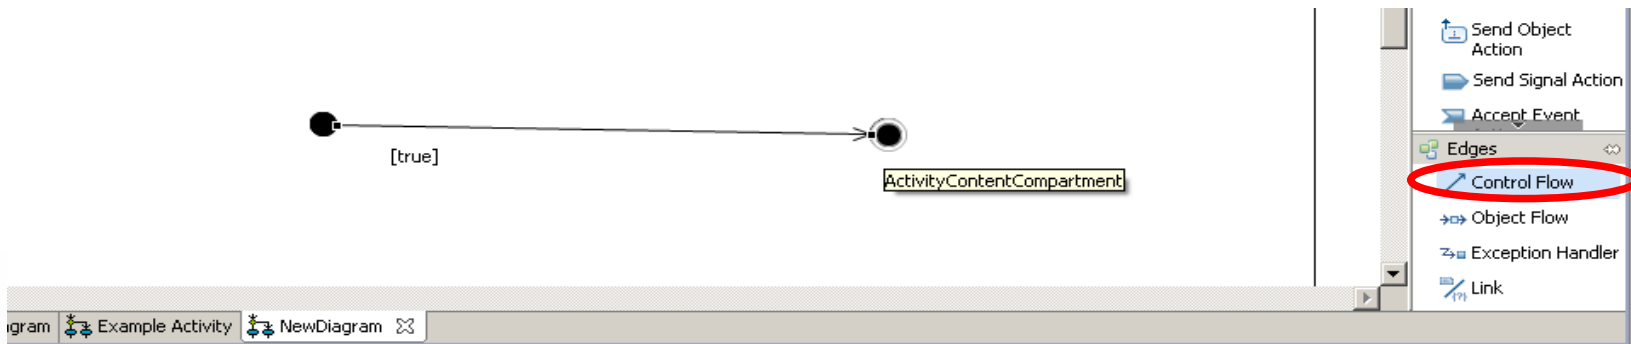 Send Object
Action
Send Signal Action
Accept Event
Edges
Control Flow
Object Flow
Exception Handler
Link
[true]
ActivityContentCompartment
gram
Example Activity
NewDiagram